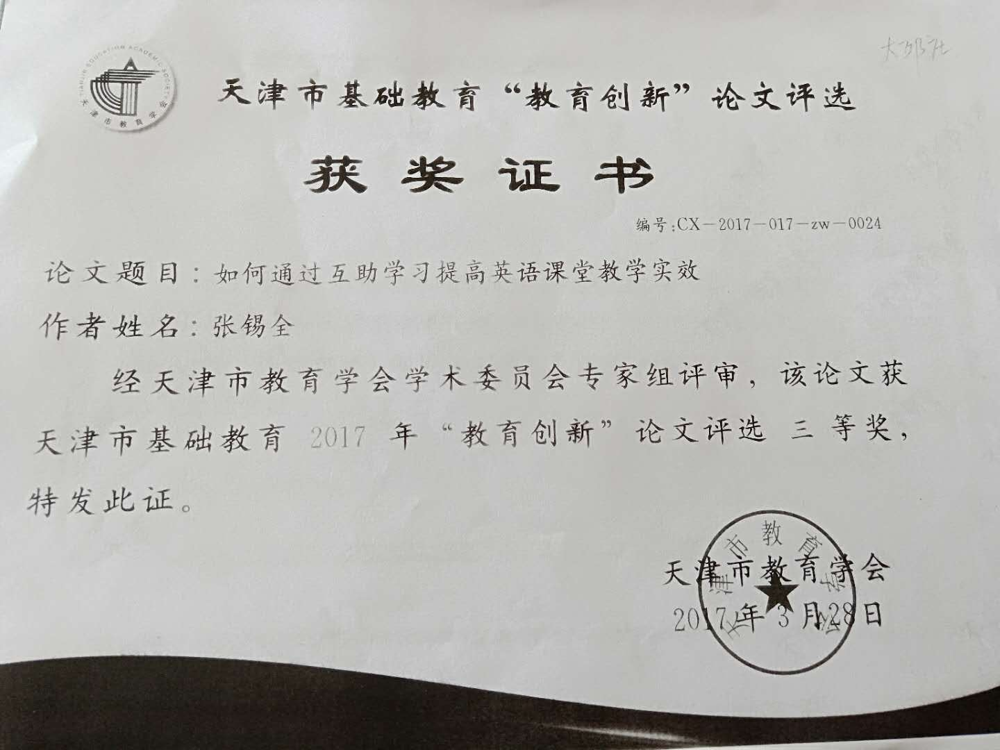 TIANJIN EDUCATION ACADEMIC SOCIETY
天津市教育学会
天津市基础教育“教育创新”论文评选
获奖证书
编号:CX－2017－017－zw－0024
论文题目：如何通过互助学习提高英语课堂教学实效
作者姓名：张锡全
经天津市教育学会学术委员会专家组评审，该论文获
天津市基础教育 2017 年“教育创新”论文评选 三 等奖，
特发此证。
天津市教育学会
天津市教育学会
2017年3月28日